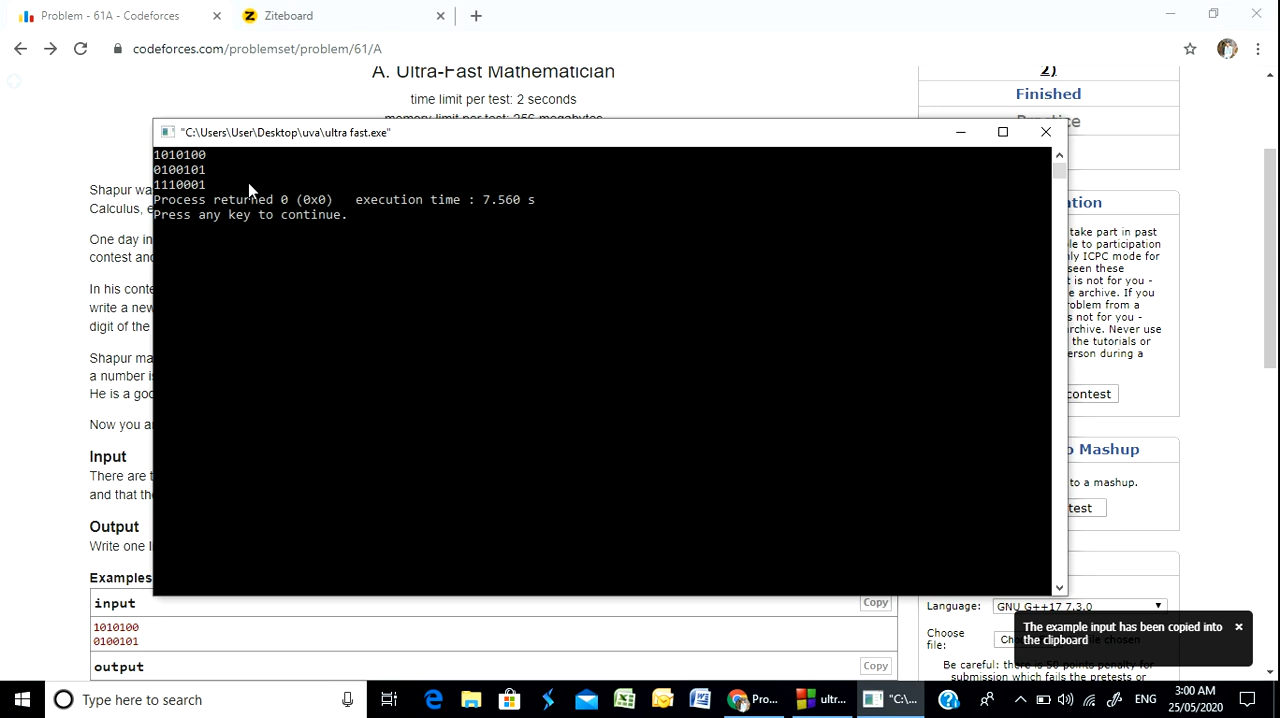 Problem - 61A - Codeforces
Ziteboard
codeforces.com/problemset/problem/61/A
A. Ultra-Fast Mathematician
time limit per test: 2 seconds
2)
Finished
"C:\Users\User\Desktop\uva\ultra fast.exe"
1010100
0100101
1110001
Process returned 0 (0x0)   execution time : 7.560 s
Press any key to continue.
Shapur wa
Calculus, e
One day in
contest and
In his conte
write a new
digit of the
Shapur ma
a number is
He is a goo
Now you a
Input
There are t
and that the
Output
Write one l
Examples
input
Copy
1010100
0100101
output
Copy
take part in past
le to participation
ly ICPC mode for
seen these
t is not for you -
e archive. If you
roblem from a
s not for you -
rchive. Never use
the tutorials or
erson during a
contest
o Mashup
to a mashup.
test
Language: GNU G++17 7.3.0
Choose
file:
The example input has been copied into
the clipboard
Be careful: there is 50 points penalty for
submission which fails the pretests or
Type here to search
Pro...
ultr...
"C:\...
ENG
3:00 AM
25/05/2020